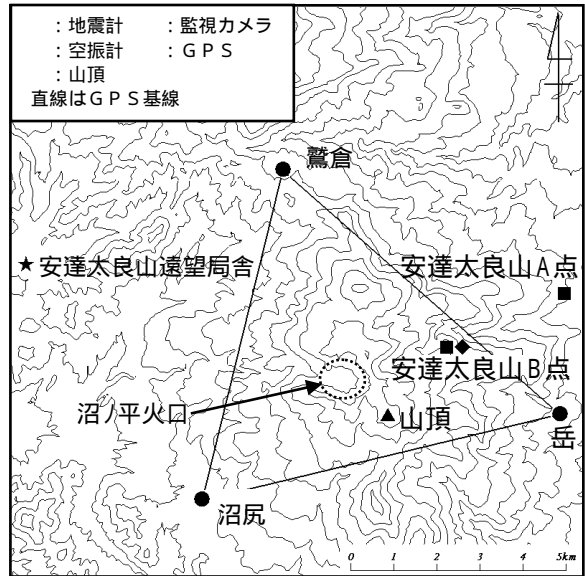 ：地震計　　：監視カメラ
：空振計　　：ＧＰＳ
：山頂
直線はＧＰＳ基線
鷲倉
安達太良山遠望局舎
安達太良山Ａ点
安達太良山Ｂ点
沼ノ平火口
山頂
岳
沼尻
0 1 2 3 4 5km